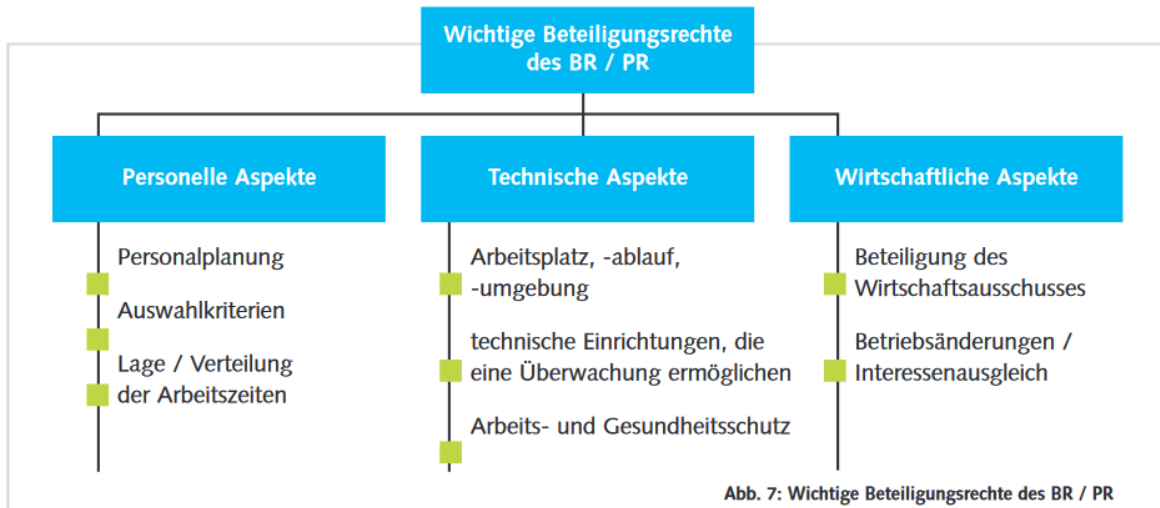 Wichtige Beteiligungsrechte
des BR / PR
Personelle Aspekte
Personalplanung
Auswahlkriterien
Lage / Verteilung
der Arbeitszeiten
Technische Aspekte
Arbeitsplatz, -ablauf,
-umgebung
technische Einrichtungen, die
eine Überwachung ermöglichen
Arbeits- und Gesundheitsschutz
Wirtschaftliche Aspekte
Beteiligung des
Wirtschaftsausschusses
Betriebsänderungen /
Interessenausgleich
Abb. 7: Wichtige Beteiligungsrechte des BR / PR